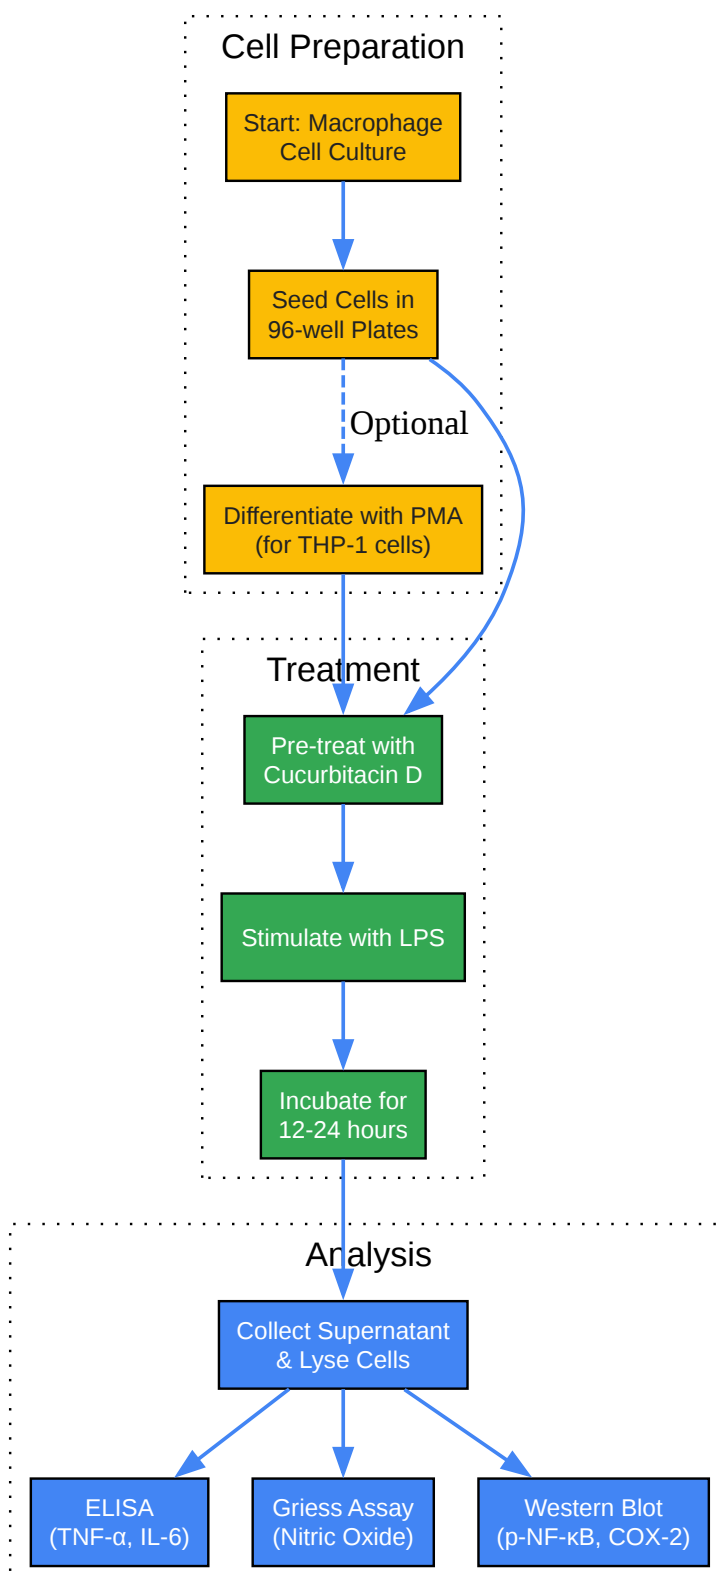 Cell Preparation
Start: Macrophage
Cell Culture
Seed Cells in
96-well Plates
Optional
Differentiate with PMA
(for THP-1 cells)
Treatment
Pre-treat with
Cucurbitacin D
Stimulate with LPS
Incubate for
12-24 hours
Analysis
Collect Supernatant
& Lyse Cells
ELISA
(TNF-α, IL-6)
Griess Assay
(Nitric Oxide)
Western Blot
(p-NF-κB, COX-2)